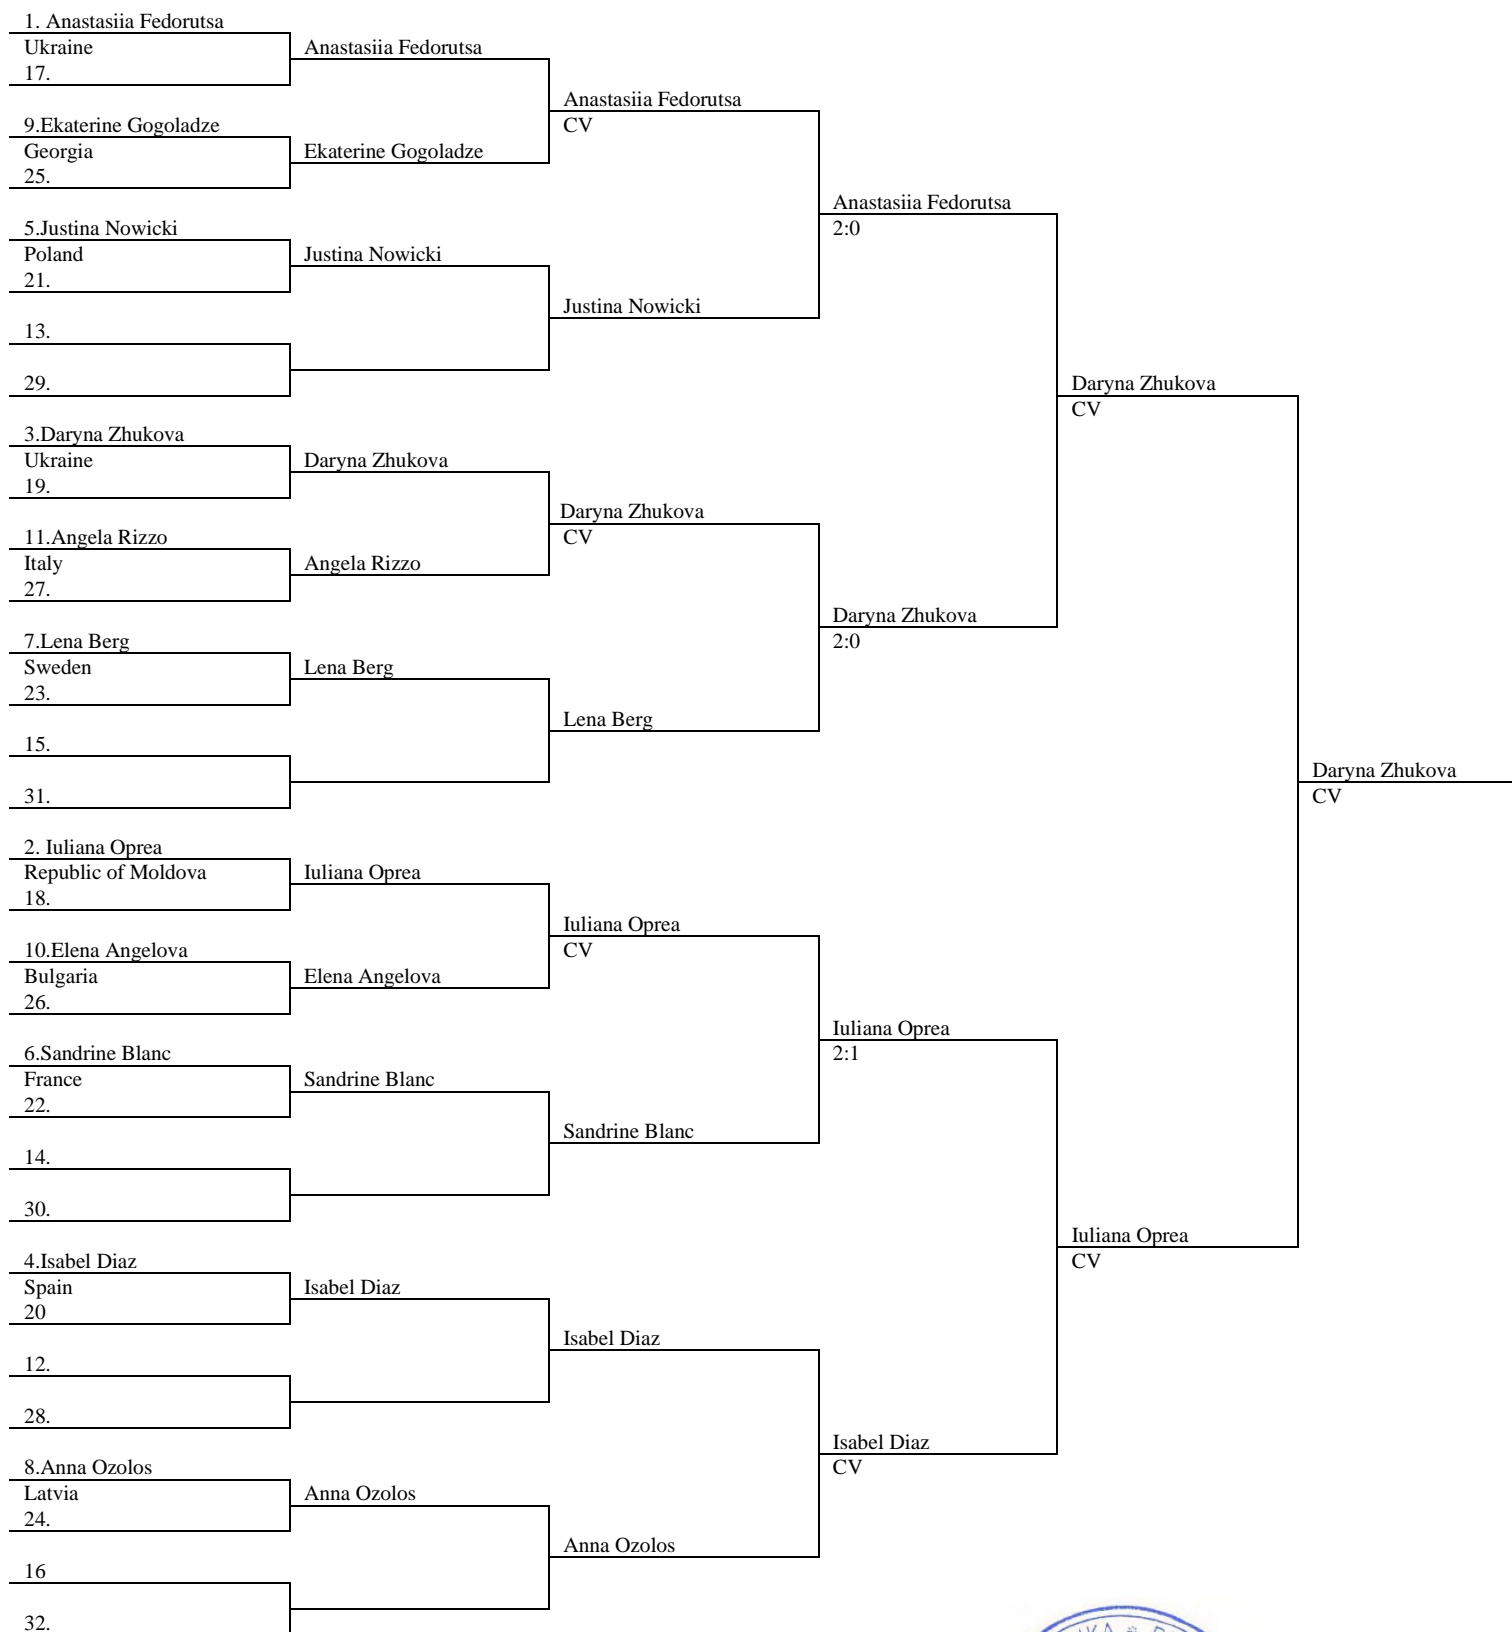 1. Anastasiia Fedorutsa
Ukraine
17.
9.Ekaterine Gogoladze
Georgia
25.
5.Justina Nowicki
Poland
21.
13.
29.
3.Daryna Zhukova
Ukraine
19.
11.Angela Rizzo
Italy
27.
7.Lena Berg
Sweden
23.
15.
31.
2. Iuliana Oprea
Republic of Moldova
18.
10.Elena Angelova
Bulgaria
26.
6.Sandrine Blanc
France
22.
14.
30.
4.Isabel Diaz
Spain
20
12.
28.
8.Anna Ozolos
Latvia
24.
16
32.
Anastasiia Fedorutsa
Ekaterine Gogoladze
Justina Nowicki
Daryna Zhukova
Angela Rizzo
Lena Berg
Iuliana Oprea
Elena Angelova
Sandrine Blanc
Isabel Diaz
Anna Ozolos
Anastasiia Fedorutsa
CV
Justina Nowicki
Daryna Zhukova
CV
Lena Berg
Iuliana Oprea
CV
Sandrine Blanc
Isabel Diaz
Anna Ozolos
Anastasiia Fedorutsa
2:0
Daryna Zhukova
2:0
Iuliana Oprea
2:1
Isabel Diaz
CV
Daryna Zhukova
CV
Iuliana Oprea
CV
Daryna Zhukova
CV